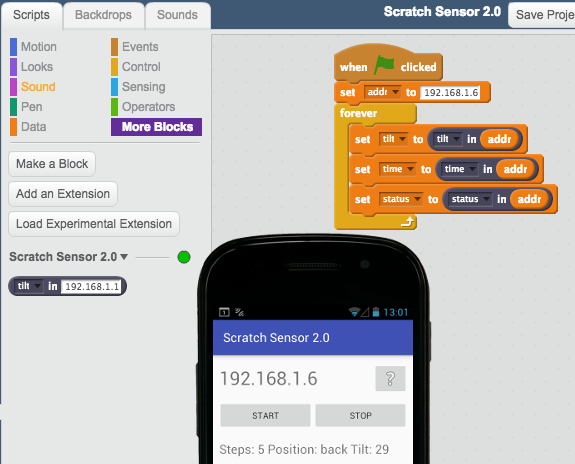 Scripts Backdrops Sounds
Scratch Sensor 2.0 Save Proje
Motion Events
Looks Control
Sound Sensing
Pen Operators
Data More Blocks
Make a Block
Add an Extension
Load Experimental Extension
Scratch Sensor 2.0
tilt in 192.168.1.1
when clicked
set addr to 192.168.1.6
forever
set tilt to tilt in addr
set time to time in addr
set status to status in addr
13:01
Scratch Sensor 2.0
192.168.1.6 ?
START STOP
Steps: 5 Position: back Tilt: 29